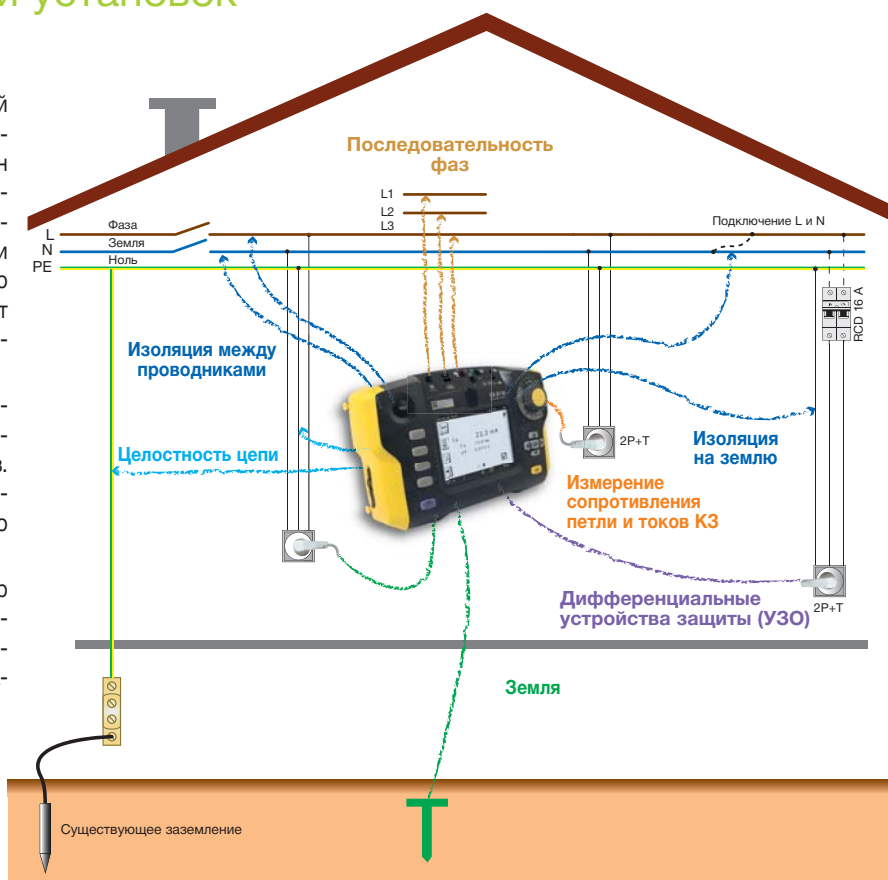 и установок
й
-
н
-
-
и
о
т
-
-
-
в.
-
о
о
-
-
-
Последовательность
фаз
L1
L2
L3
L
Фаза
N
Земля
PE
Ноль
Подключение L и N
RCD 16 A
Изоляция между
проводниками
Целостность цепи
2P+T
Изоляция
на землю
Измерение
сопротивления
петли и токов КЗ
Дифференциальные
устройства защиты (УЗО)
2P+T
Земля
Существующее заземление